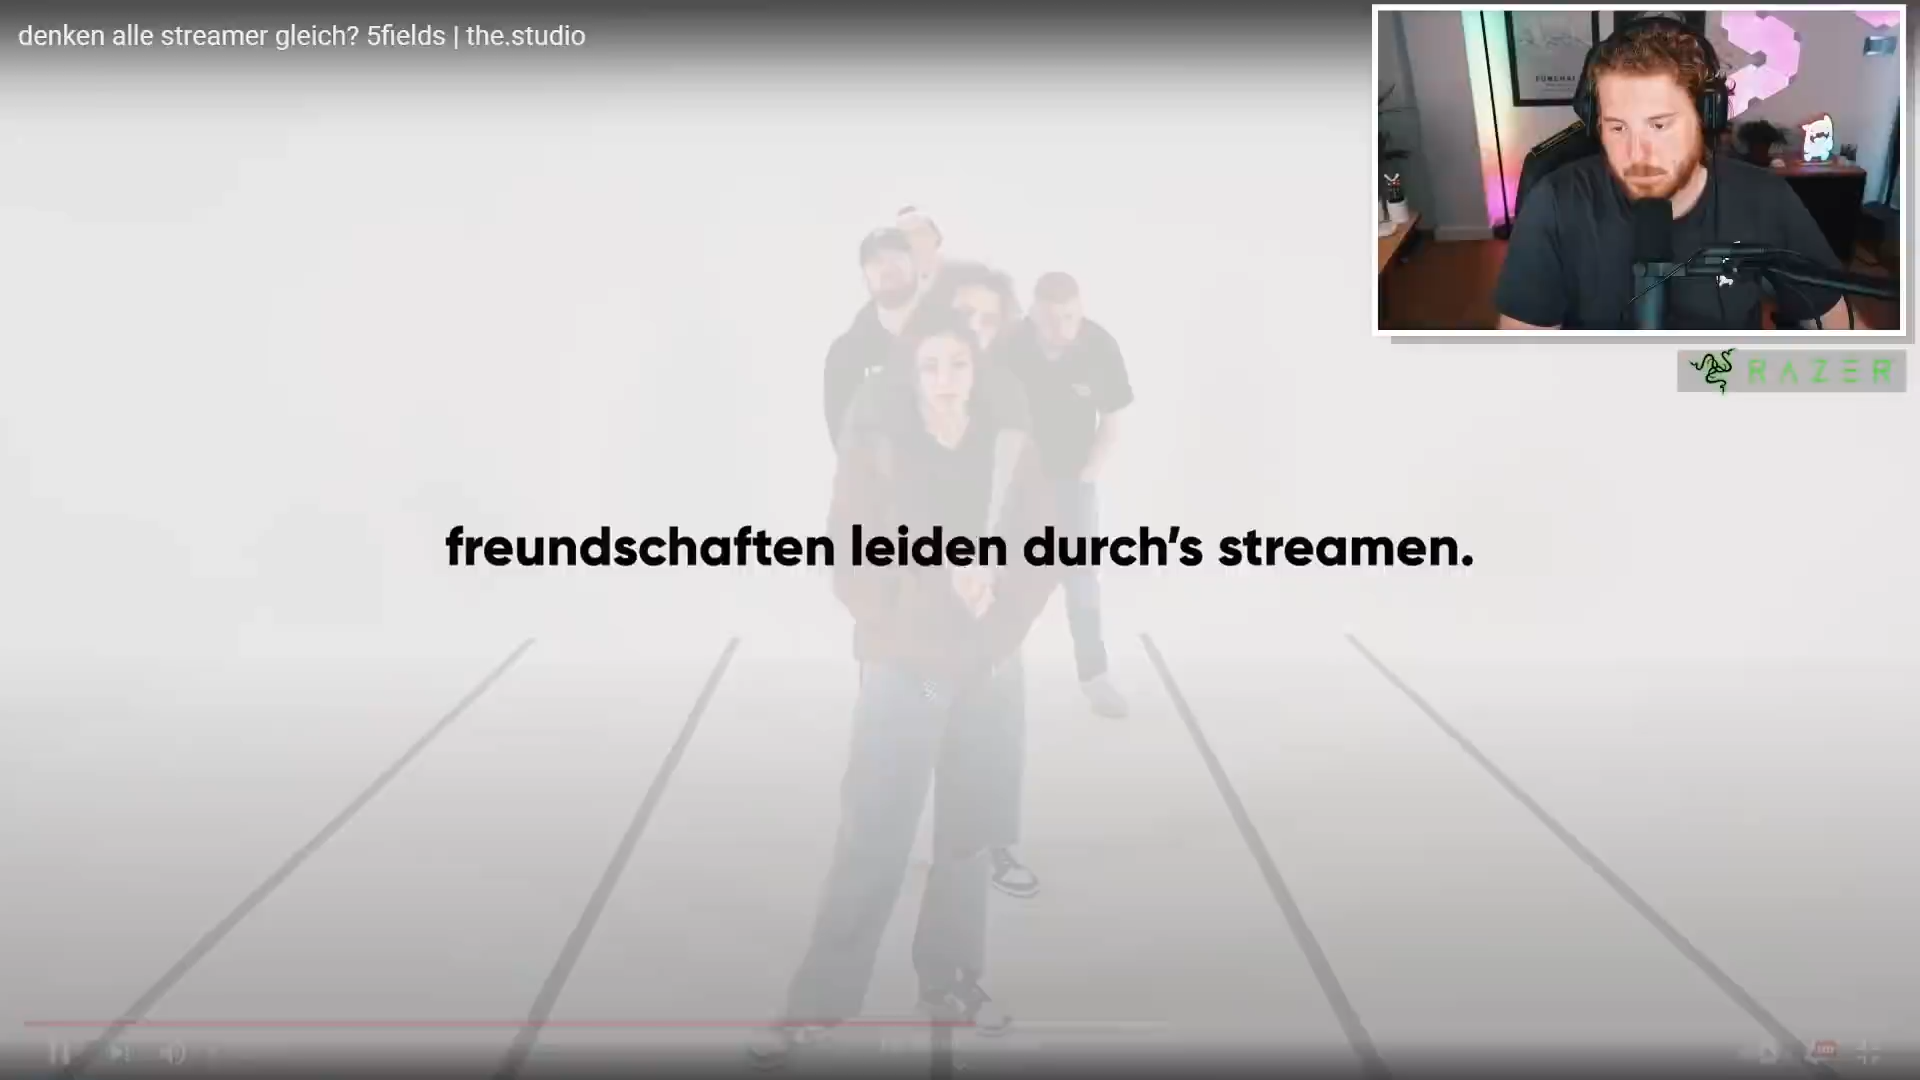 denken alle streamer gleich? 5fields | the.studio
RAZER
freundschaften leiden durch's streamen.